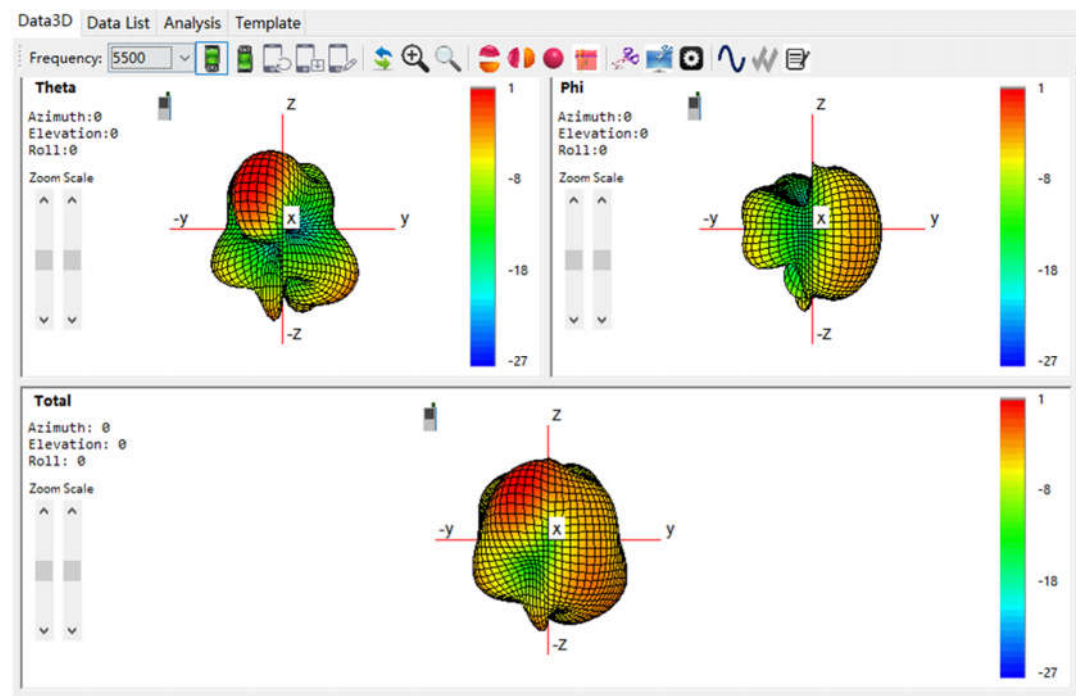 Data3D Data List Analysis Template
Frequency: 5500
Theta
Azimuth:0
Elevation:0
Roll:0
Zoom Scale
Z
-y
X
y
-Z
1
-8
-18
-27
Phi
Azimuth:0
Elevation:0
Roll:0
Zoom Scale
Z
-y
X
y
-Z
1
-8
-18
-27
Total
Azimuth: 0
Elevation: 0
Roll: 0
Zoom Scale
Z
-y
X
y
-Z
1
-8
-18
-27